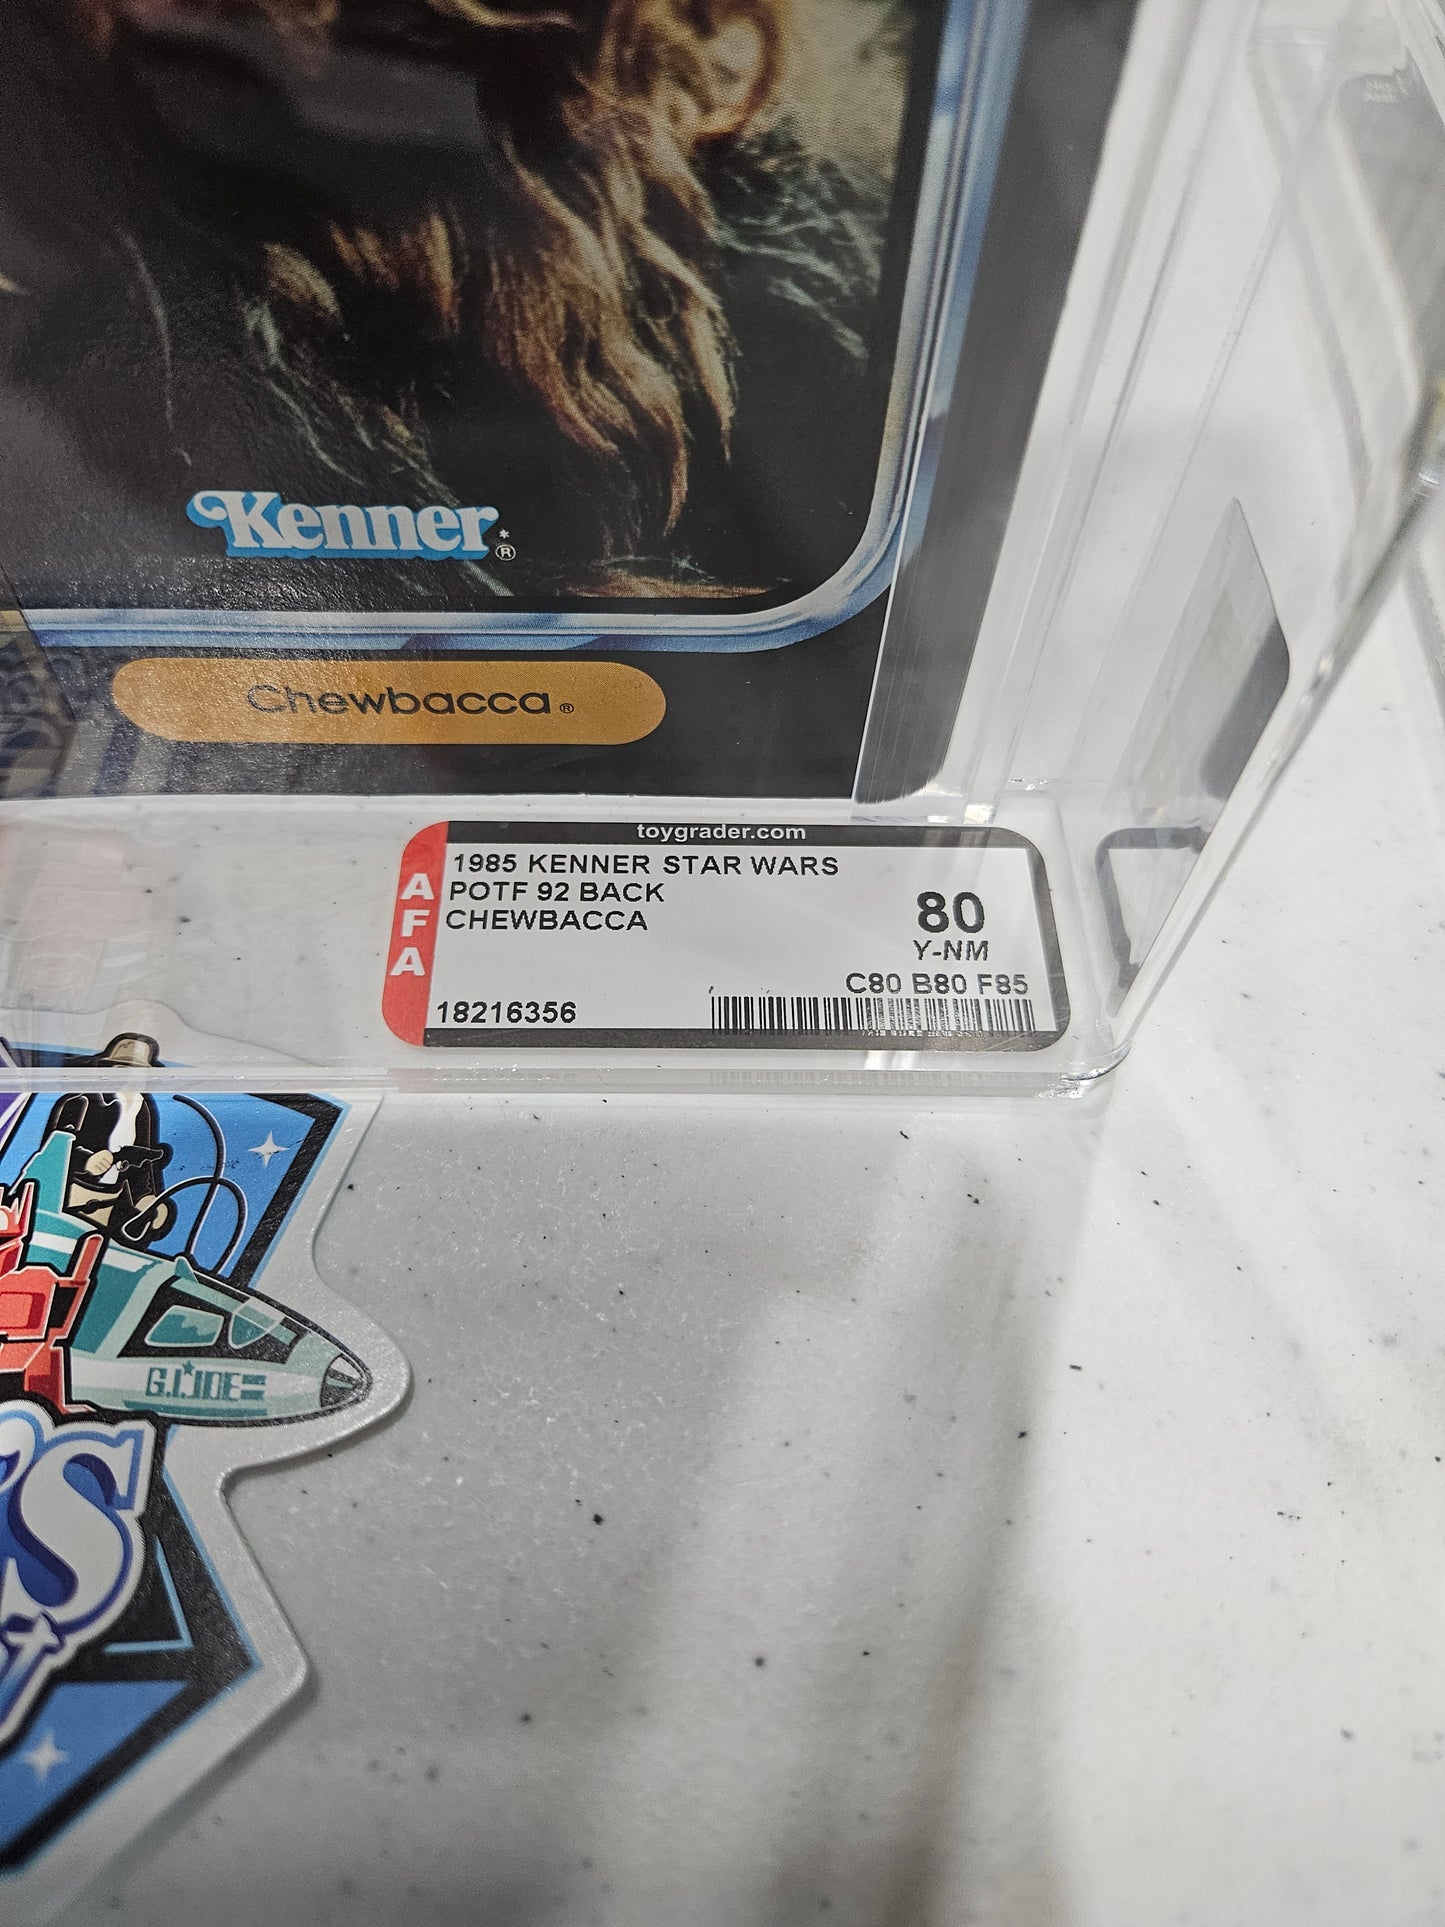 Kenner®
Chewbacca®
toygrader.com
AFA
1985 KENNER STAR WARS
POTF 92 BACK
CHEWBACCA
80
Y-NM
C80 B80 F85
18216356
G.I.JOE
'S